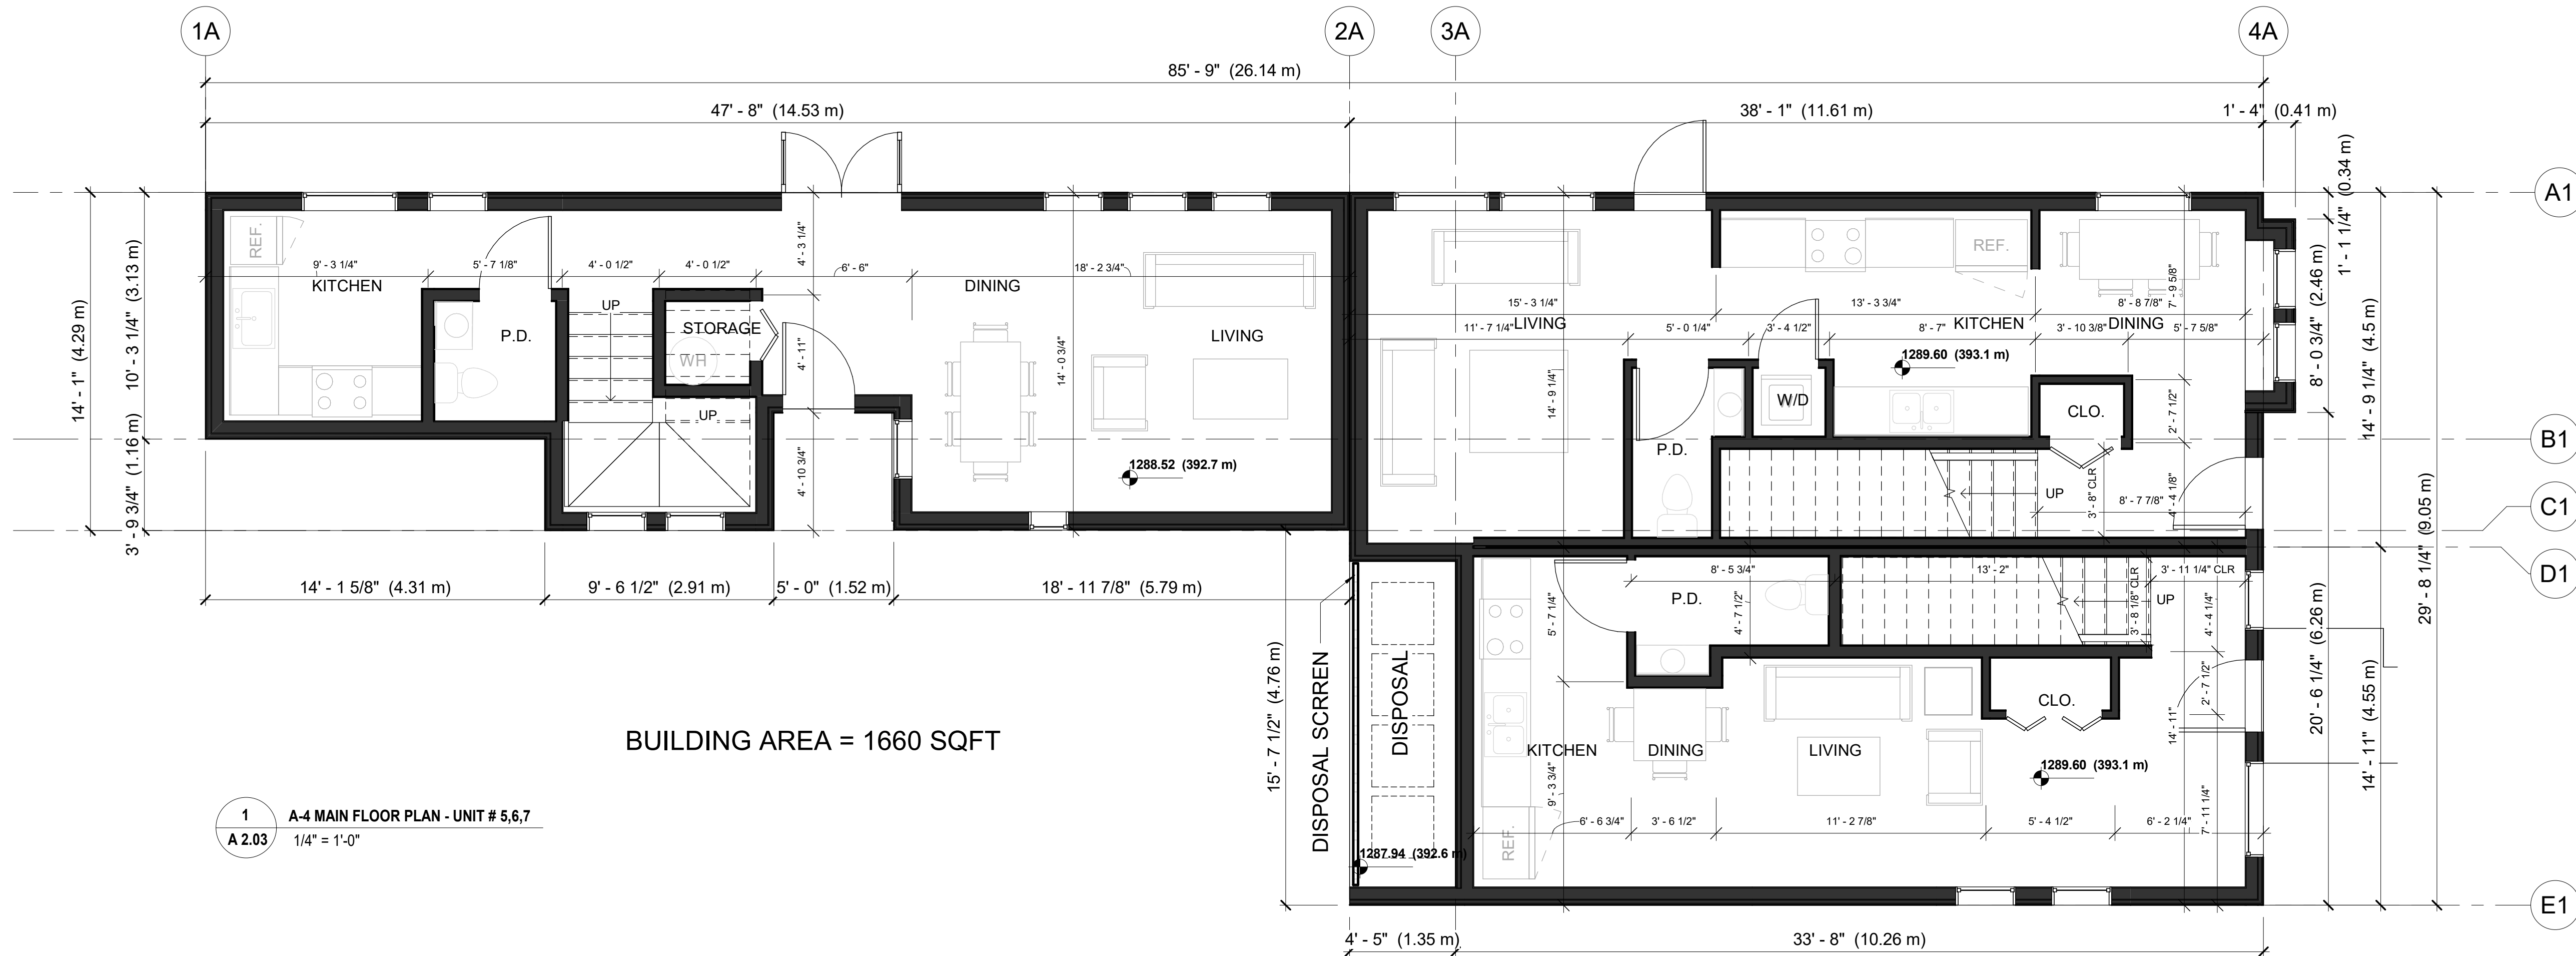 1A
2A
3A
4A
85' - 9" (26.14 m)
47' - 8" (14.53 m)
38' - 1" (11.61 m)
1' - 4" (0.41 m)
1' - 1 1/4" (0.34 m)
A1
B1
C1
D1
E1
14' - 1" (4.29 m)
10' - 3 1/4" (3.13 m)
3' - 9 3/4" (1.16 m)
REF.
9' - 3 1/4"
KITCHEN
5' - 7 1/8"
P.D.
4' - 0 1/2"
UP
4' - 0 1/2"
STORAGE
WH
UP
4' - 3 1/4"
6' - 6"
4' - 11"
4' - 10 3/4"
DINING
18' - 2 3/4"
14' - 0 3/4"
LIVING
1288.52 (392.7 m)
14' - 1 5/8" (4.31 m)
9' - 6 1/2" (2.91 m)
5' - 0" (1.52 m)
18' - 11 7/8" (5.79 m)
15' - 3 1/4"
13' - 3 3/4"
8' - 8 7/8"
7' - 9 5/8"
REF.
11' - 7 1/4"
LIVING
5' - 0 1/4"
3' - 4 1/2"
8' - 7"
KITCHEN
3' - 10 3/8"
DINING
5' - 7 5/8"
1289.60 (393.1 m)
14' - 9 1/4"
W/D
CLO.
P.D.
2' - 7 1/2"
3' - 8" CLR
UP
8' - 7 7/8"
4' - 4 1/8"
8' - 0 3/4" (2.46 m)
14' - 9 1/4" (4.5 m)
29' - 8 1/4" (9.05 m)
20' - 6 1/4" (6.26 m)
14' - 11" (4.55 m)
8' - 5 3/4"
13' - 2"
3' - 11 1/4" CLR
P.D.
5' - 7 1/4"
4' - 7 1/2"
3' - 8 1/8" CLR
UP
4' - 4 1/4"
2' - 7 1/2"
14' - 11"
CLO.
KITCHEN
DINING
LIVING
1289.60 (393.1 m)
9' - 3 3/4"
7' - 11 1/4"
6' - 6 3/4"
3' - 6 1/2"
11' - 2 7/8"
5' - 4 1/2"
6' - 2 1/4"
REF.
DISPOSAL
DISPOSAL SCRREN
15' - 7 1/2" (4.76 m)
1287.94 (392.6 m)
4' - 5" (1.35 m)
33' - 8" (10.26 m)
BUILDING AREA = 1660 SQFT
1
A 2.03
A-4 MAIN FLOOR PLAN - UNIT # 5,6,7
1/4" = 1'-0"